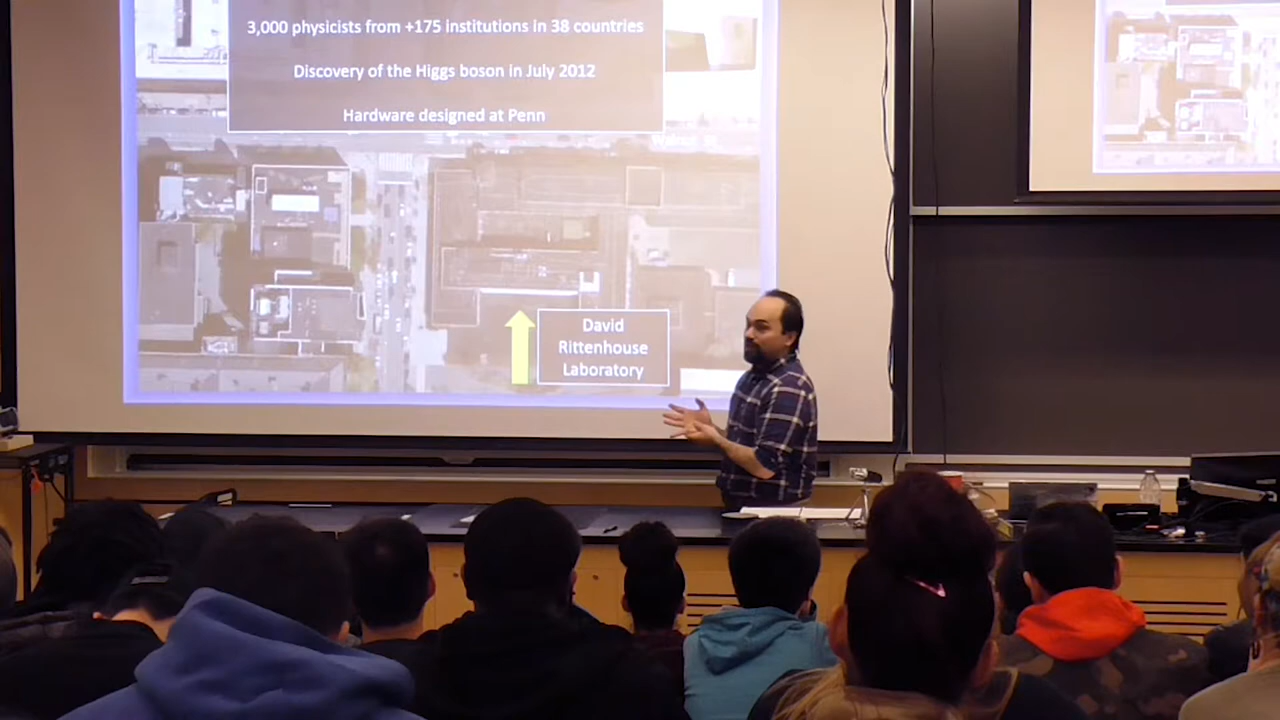 3,000 physicists from +175 institutions in 38 countries
Discovery of the Higgs boson in July 2012
Hardware designed at Penn
David
Rittenhouse
Laboratory